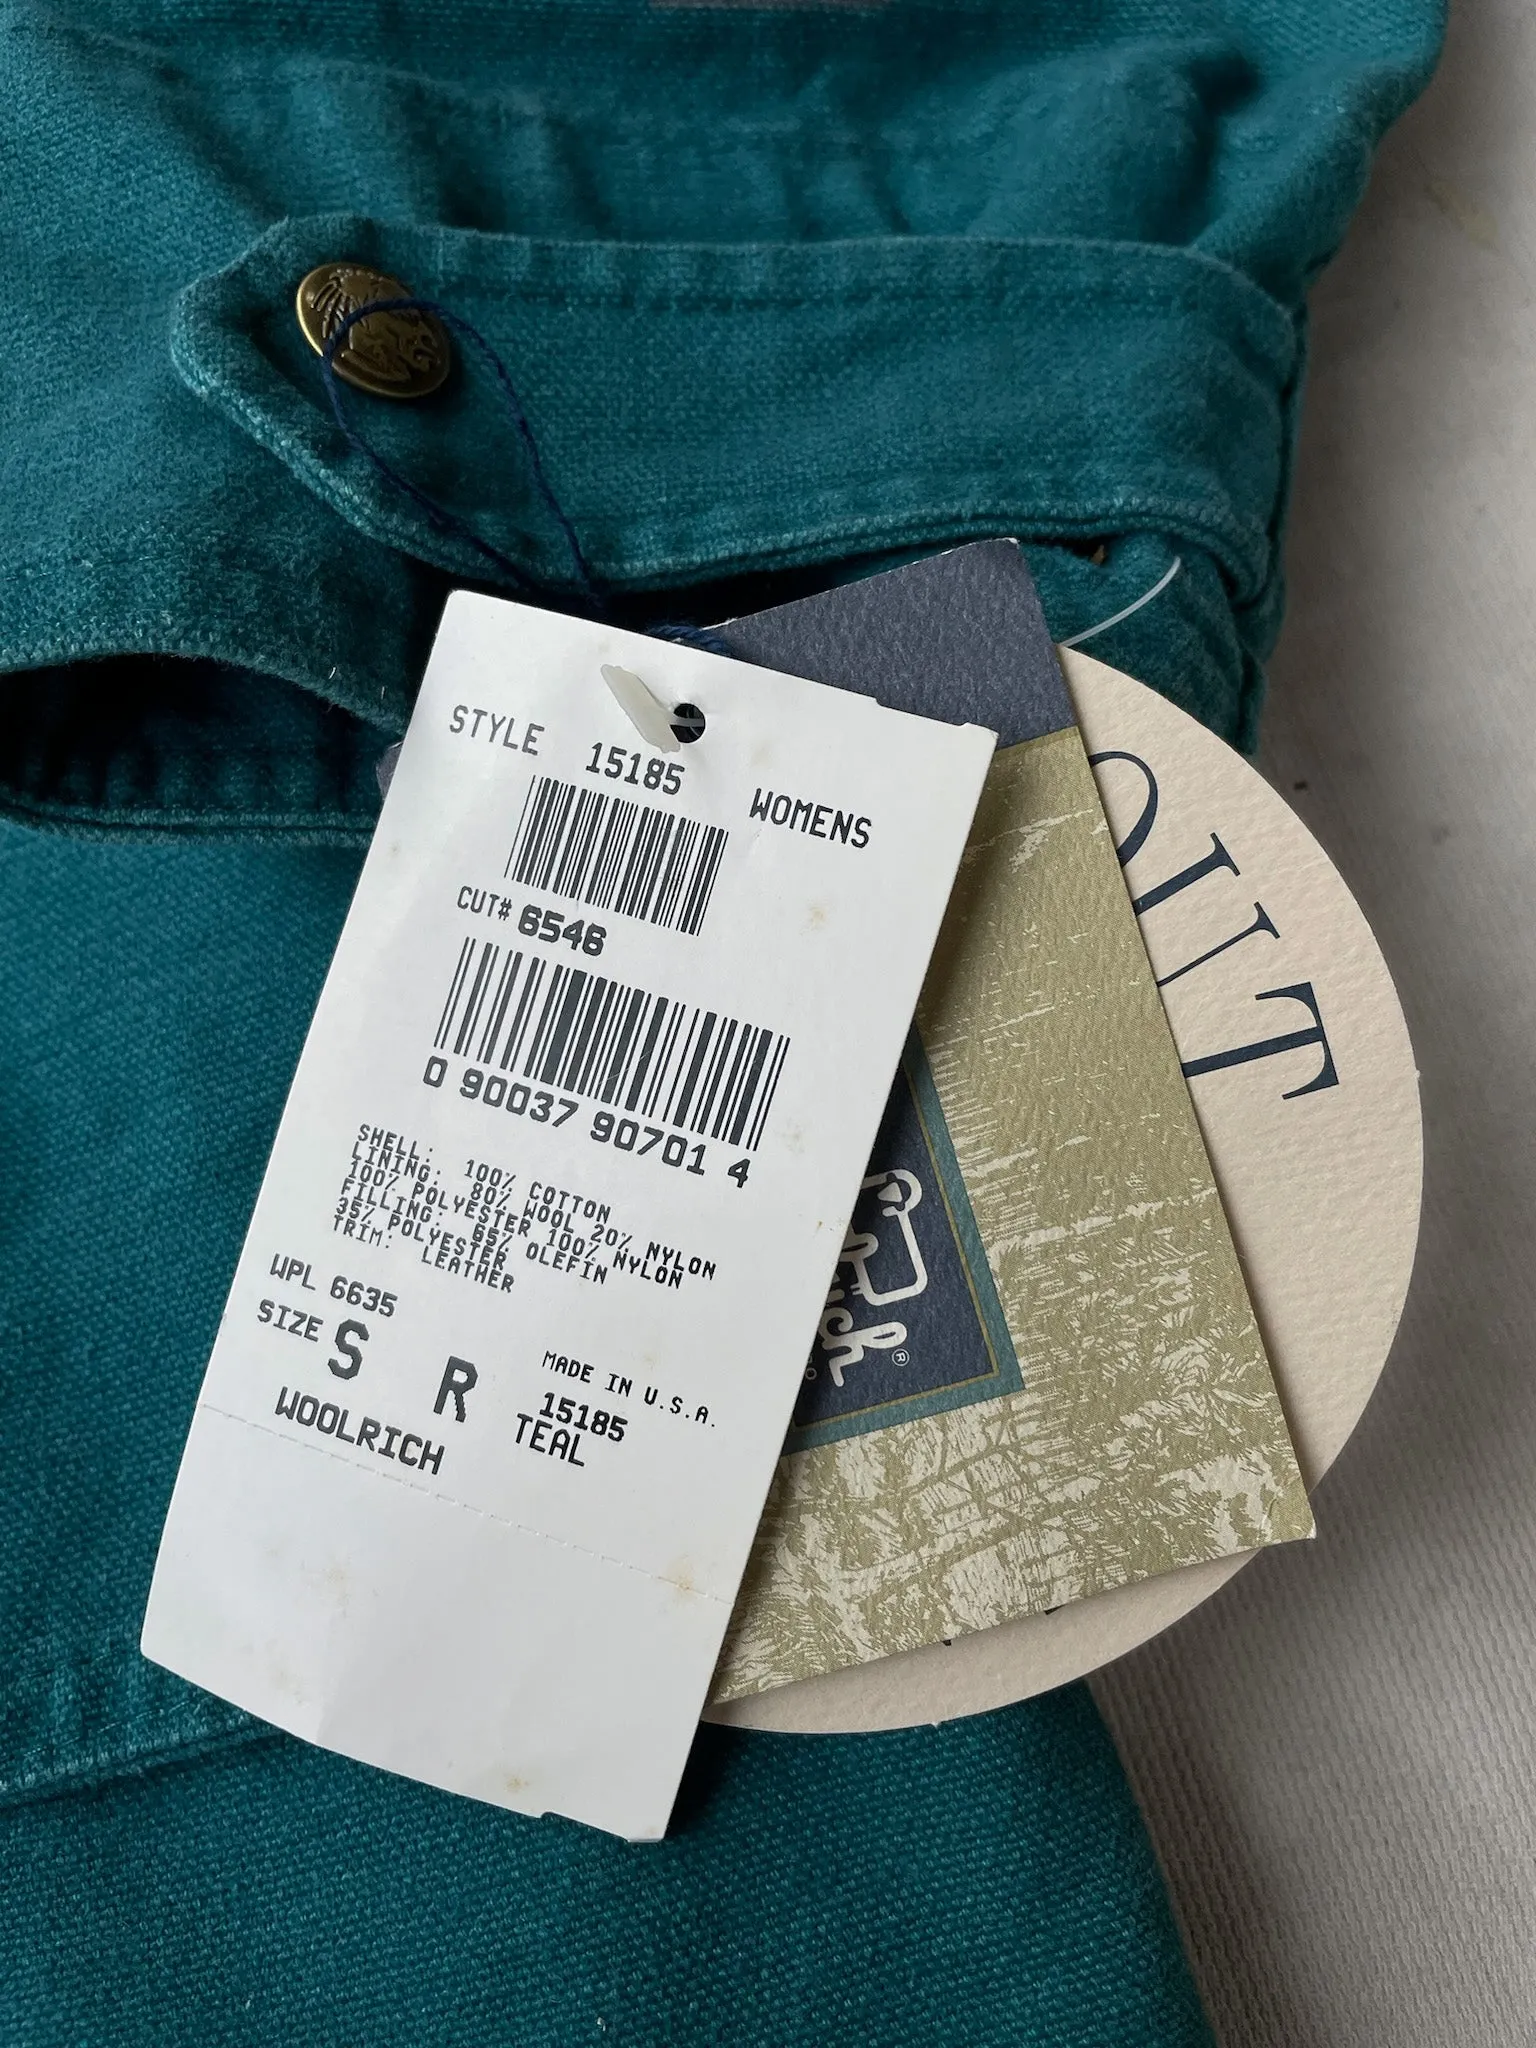 STYLE 15185
WOMENS
CUT# 6546
0 90037 90701 4
SHELL: 100% COTTON
LINING: 80% WOOL 20% NYLON
100% POLYESTER 100% NYLON
FILLING: 65% OLEFIN
35% POLYESTER
TRIM: LEATHER
WPL 6635
SIZE S R
MADE IN U.S.A.
15185
WOOLRICH TEAL
®